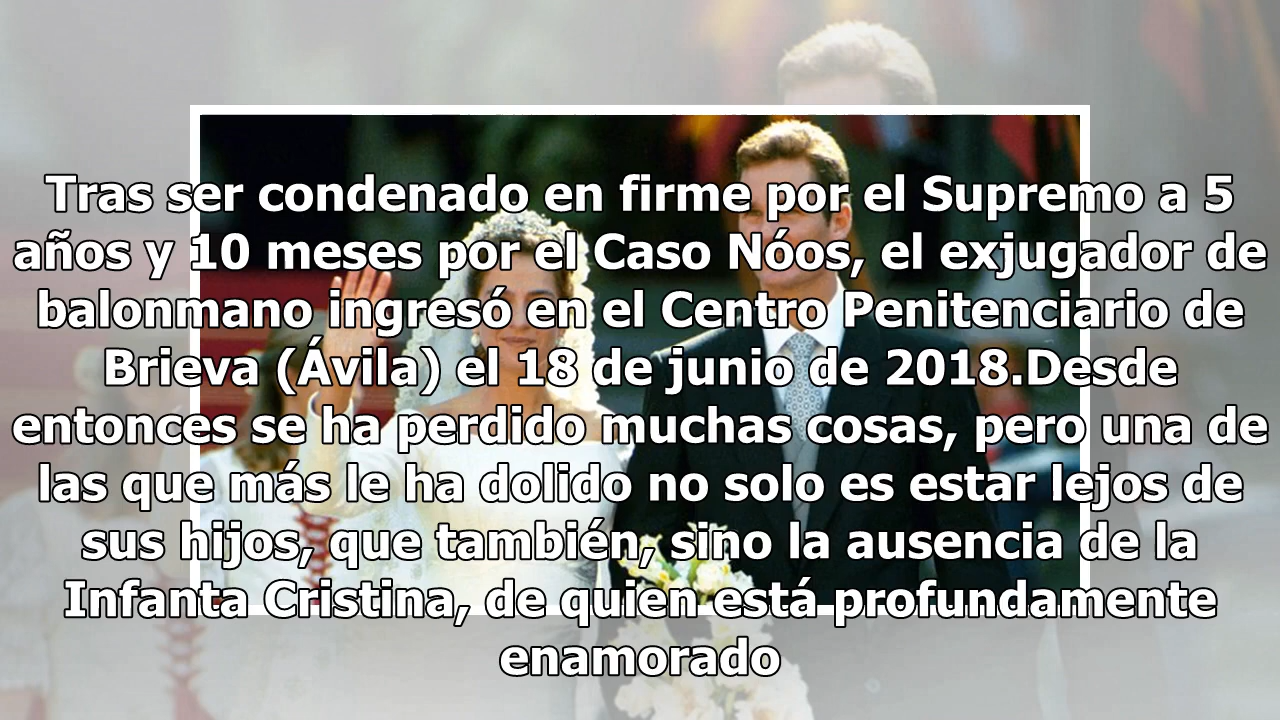 Tras ser condenado en firme por el Supremo a 5
años y 10 meses por el Caso Nóos, el exjugador de
balonmano ingresó en el Centro Penitenciario de
Brieva (Ávila) el 18 de junio de 2018.Desde
entonces se ha perdido muchas cosas, pero una de
las que más le ha dolido no solo es estar lejos de
sus hijos, que también, sino la ausencia de la
Infanta Cristina, de quien está profundamente
enamorado